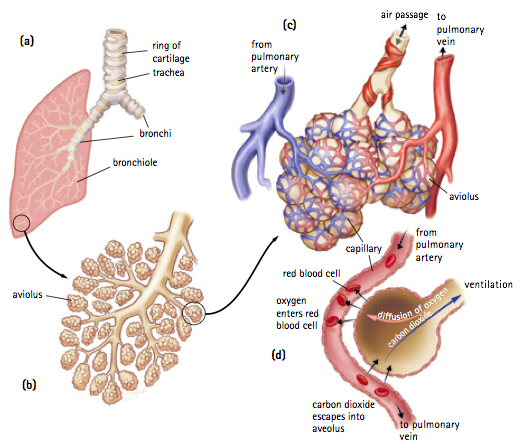 (a)
ring of
cartilage
trachea
bronchi
bronchiole
(c)
air passage
to
pulmonary
vein
from
pulmonary
artery
aviolus
capillary
aviolus
(b)
from
pulmonary
artery
red blood cell
oxygen
enters red
blood cell
ventilation
diffusion of oxygen
carbon dioxide
(d)
carbon dioxide
escapes into
aveolus
to pulmonary
vein